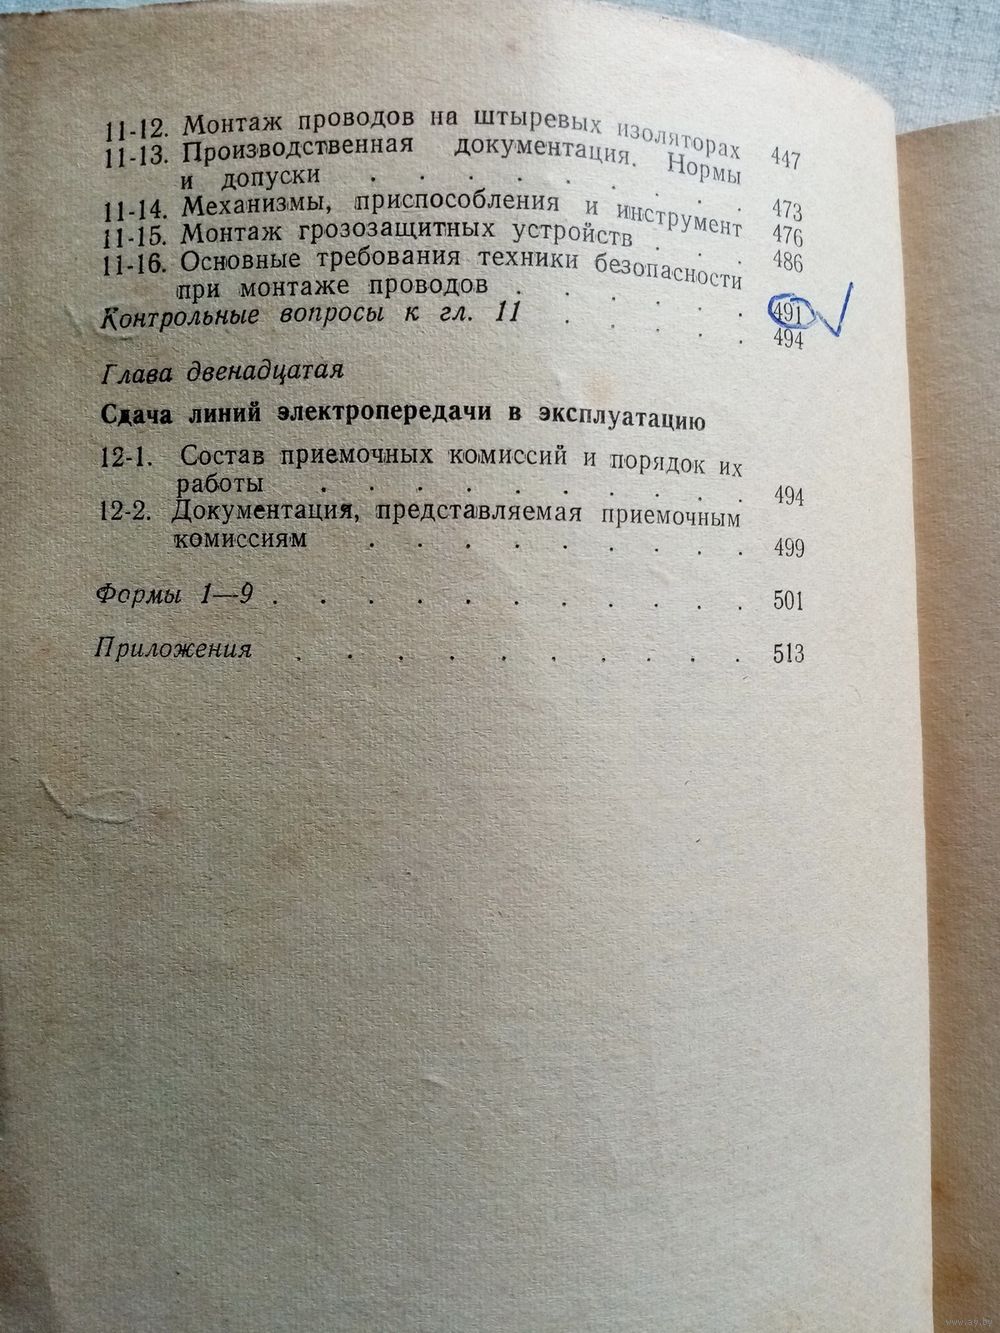 11-12. Монтаж проводов на штыревых изоляторах 447
11-13. Производственная документация. Нормы
и допуски . . . . . . . . 473
11-14. Механизмы, приспособления и инструмент 476
11-15. Монтаж грозозащитных устройств . . . 486
11-16. Основные требования техники безопасности
при монтаже проводов . . . . . 491
Контрольные вопросы к гл. 11 . . . . . 494
Глава двенадцатая
Сдача линий электропередачи в эксплуатацию
12-1. Состав приемочных комиссий и порядок их
работы . . . . . . . . . 494
12-2. Документация, представляемая приемочным
комиссиям . . . . . . . . 499
Формы 1—9 . . . . . . . . . . 501
Приложения . . . . . . . . . . 513
www.ay.by